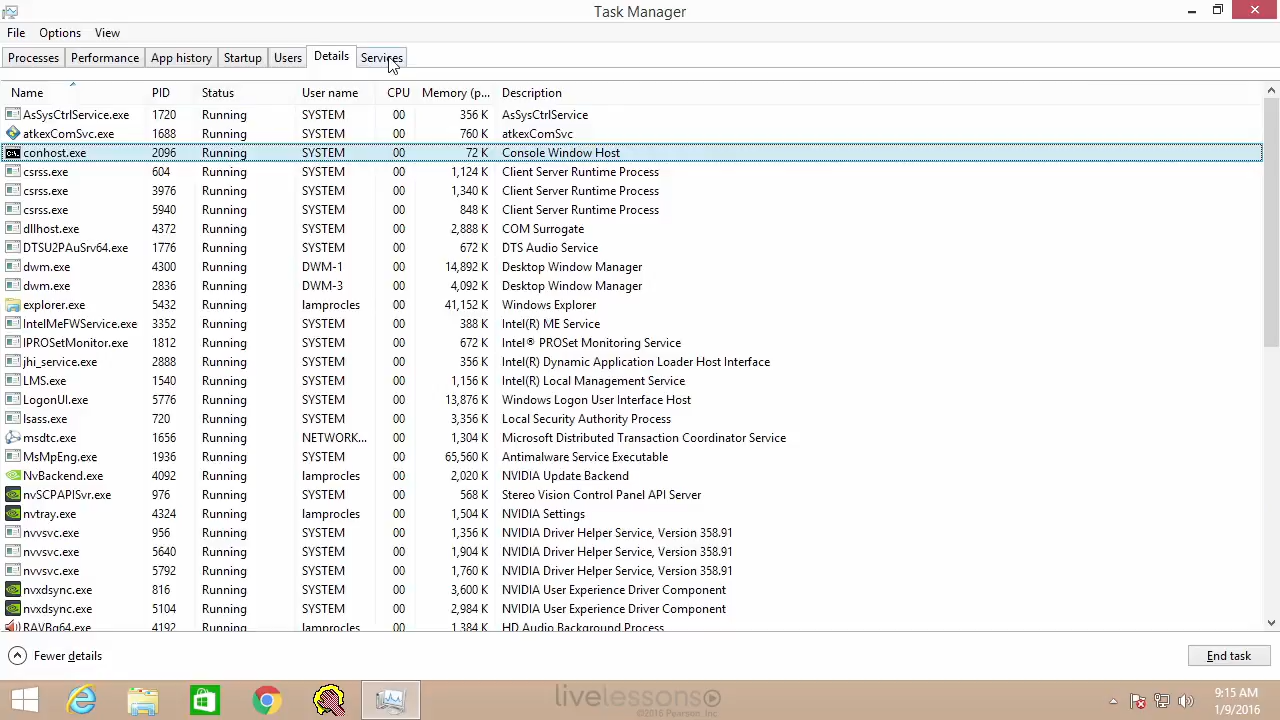 Task Manager
File Options View
Processes Performance App history Startup Users Details Services
Name PID Status User name CPU Memory (p... Description
AsSysCtrlService.exe 1720 Running SYSTEM 00 356 K AsSysCtrlService
atkexComSvc.exe 1688 Running SYSTEM 00 760 K atkexComSvc
conhost.exe 2096 Running SYSTEM 00 72 K Console Window Host
csrss.exe 604 Running SYSTEM 00 1,124 K Client Server Runtime Process
csrss.exe 3976 Running SYSTEM 00 1,340 K Client Server Runtime Process
csrss.exe 5940 Running SYSTEM 00 848 K Client Server Runtime Process
dllhost.exe 4372 Running SYSTEM 00 2,888 K COM Surrogate
DTSU2PAuSrv64.exe 1776 Running SYSTEM 00 672 K DTS Audio Service
dwm.exe 4300 Running DWM-1 00 14,892 K Desktop Window Manager
dwm.exe 2836 Running DWM-3 00 4,092 K Desktop Window Manager
explorer.exe 5432 Running lamprocles 00 41,152 K Windows Explorer
IntelMeFWService.exe 3352 Running SYSTEM 00 388 K Intel(R) ME Service
IPROSetMonitor.exe 1812 Running SYSTEM 00 672 K Intel® PROSet Monitoring Service
jhi_service.exe 2888 Running SYSTEM 00 356 K Intel(R) Dynamic Application Loader Host Interface
LMS.exe 1540 Running SYSTEM 00 1,156 K Intel(R) Local Management Service
LogonUI.exe 5776 Running SYSTEM 00 13,876 K Windows Logon User Interface Host
lsass.exe 720 Running SYSTEM 00 3,356 K Local Security Authority Process
msdtc.exe 1656 Running NETWORK... 00 1,304 K Microsoft Distributed Transaction Coordinator Service
MsMpEng.exe 1936 Running SYSTEM 00 65,560 K Antimalware Service Executable
NvBackend.exe 4092 Running lamprocles 00 2,020 K NVIDIA Update Backend
nvSCPAPISvr.exe 976 Running SYSTEM 00 568 K Stereo Vision Control Panel API Server
nvtray.exe 4324 Running lamprocles 00 1,504 K NVIDIA Settings
nvvsvc.exe 956 Running SYSTEM 00 1,356 K NVIDIA Driver Helper Service, Version 358.91
nvvsvc.exe 5640 Running SYSTEM 00 1,904 K NVIDIA Driver Helper Service, Version 358.91
nvvsvc.exe 5792 Running SYSTEM 00 1,760 K NVIDIA Driver Helper Service, Version 358.91
nvxdsync.exe 816 Running SYSTEM 00 3,600 K NVIDIA User Experience Driver Component
nvxdsync.exe 5104 Running SYSTEM 00 2,984 K NVIDIA User Experience Driver Component
RAVBg64.exe 4192 Running lamprocles 00 1,384 K HD Audio Background Process
Fewer details End task
livelessons
©2016 Pearson, Inc.
9:15 AM
1/9/2016